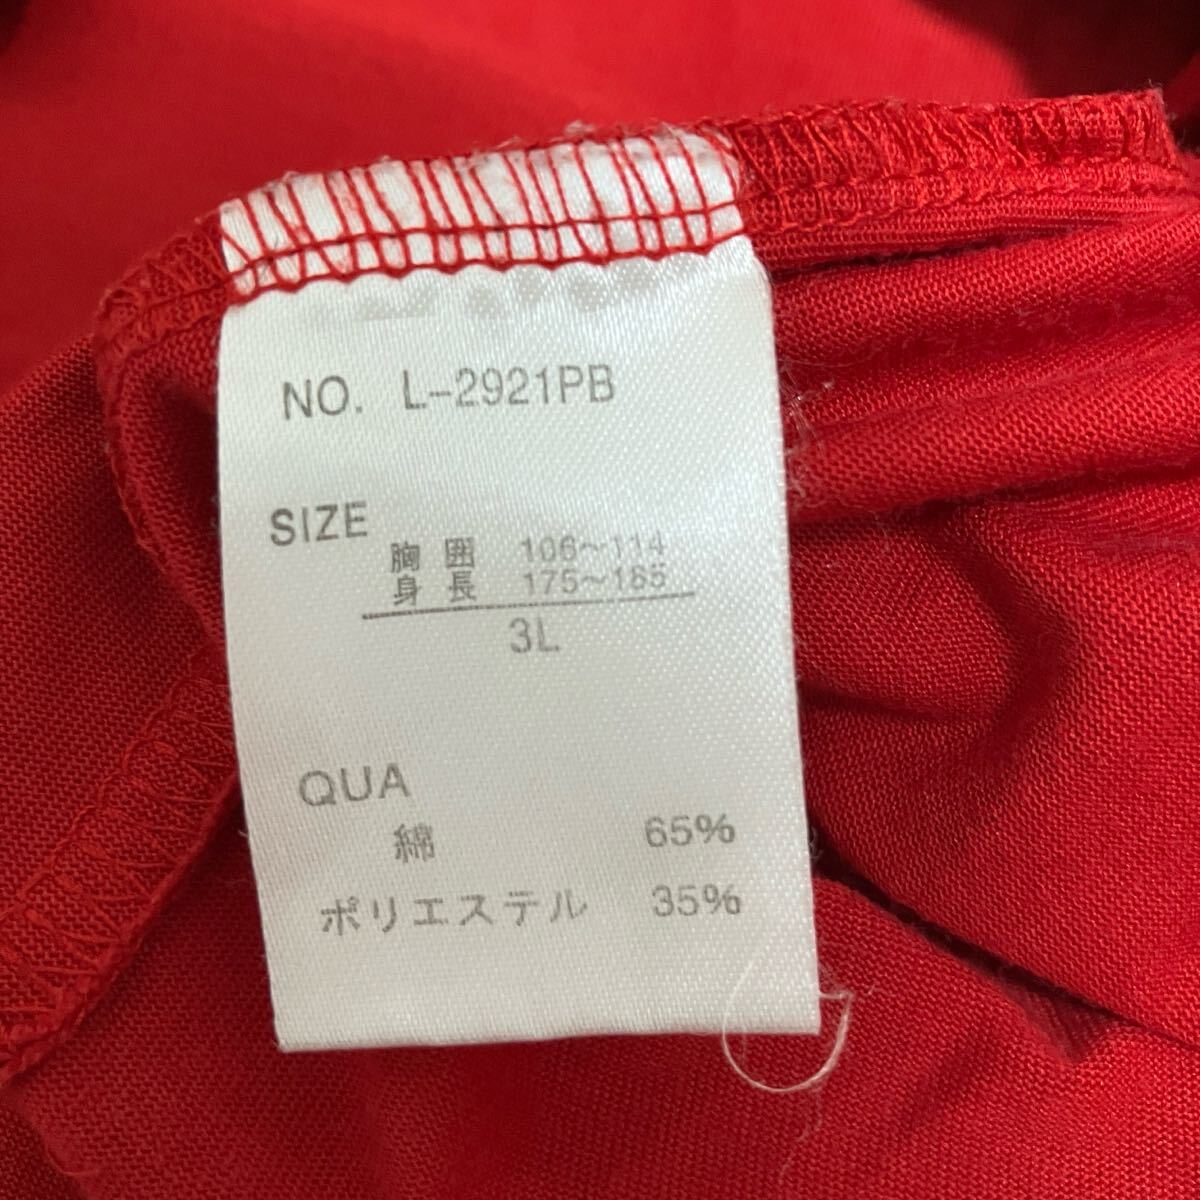 NO. L-2921PB
SIZE
胸囲 106～114
身長 175～185
3L
QUA
綿 65%
ポリエステル 35%